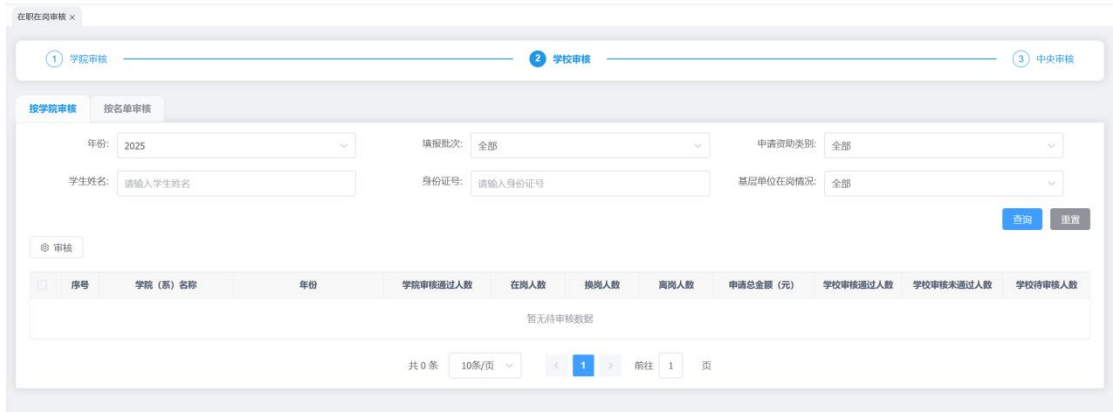 在职在岗审核 ×
1 学院审核 2 学校审核 3 中央审核
按学院审核 按名单审核
年份: 2025 填报批次: 全部 申请资助类别: 全部
学生姓名: 请输入学生姓名 身份证号: 请输入身份证号 基层单位在岗情况: 全部
查询 重置
审核
序号 学院（系）名称 年份 学院审核通过人数 在岗人数 换岗人数 离岗人数 申请总金额（元） 学校审核通过人数 学校审核未通过人数 学校待审核人数
暂无待审核数据
共 0 条 10条/页 < 1 > 前往 1 页